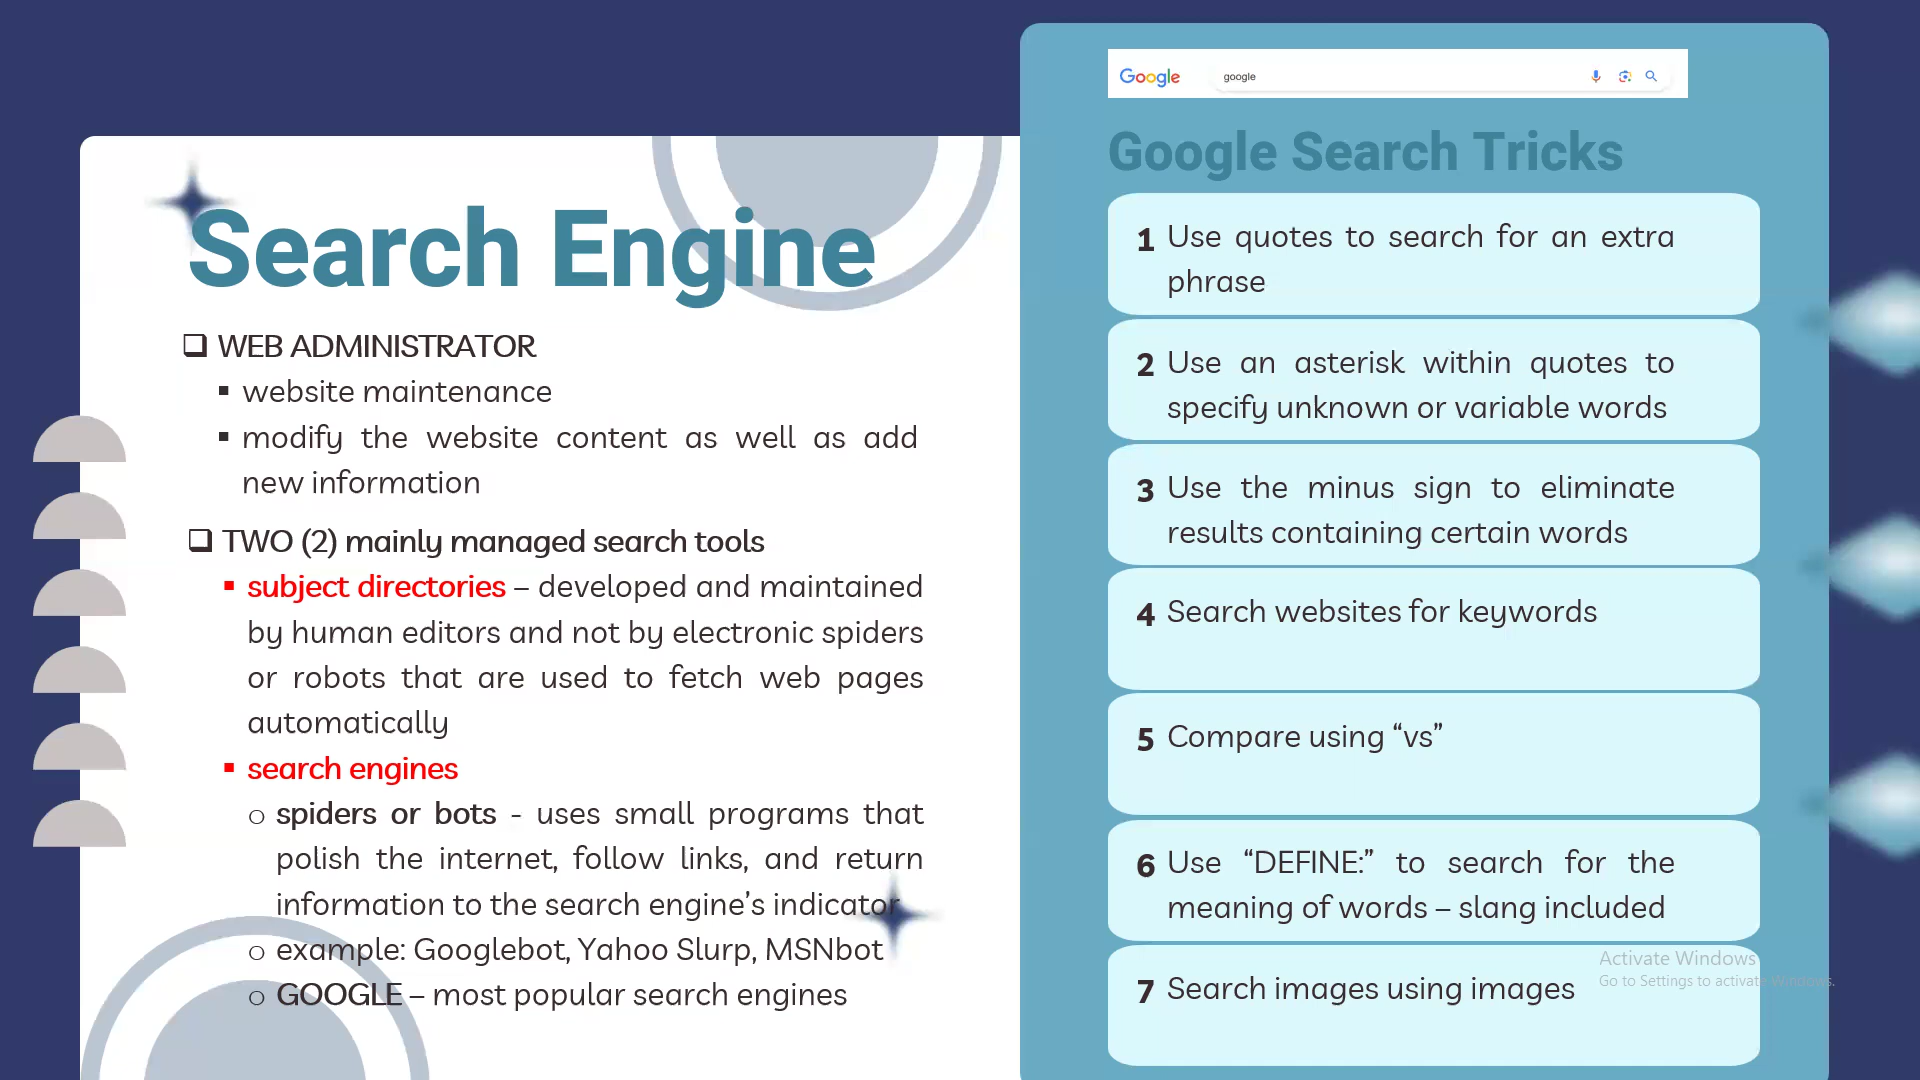 Search Engine
❑ WEB ADMINISTRATOR
▪ website maintenance
▪ modify the website content as well as add
new information
❑ TWO (2) mainly managed search tools
▪ subject directories – developed and maintained
by human editors and not by electronic spiders
or robots that are used to fetch web pages
automatically
▪ search engines
o spiders or bots - uses small programs that
polish the internet, follow links, and return
information to the search engine’s indicator
o example: Googlebot, Yahoo Slurp, MSNbot
o GOOGLE – most popular search engines
Google google
Google Search Tricks
1 Use quotes to search for an extra
phrase
2 Use an asterisk within quotes to
specify unknown or variable words
3 Use the minus sign to eliminate
results containing certain words
4 Search websites for keywords
5 Compare using “vs”
6 Use “DEFINE:” to search for the
meaning of words – slang included
7 Search images using images
Activate Windows
Go to Settings to activate Windows.